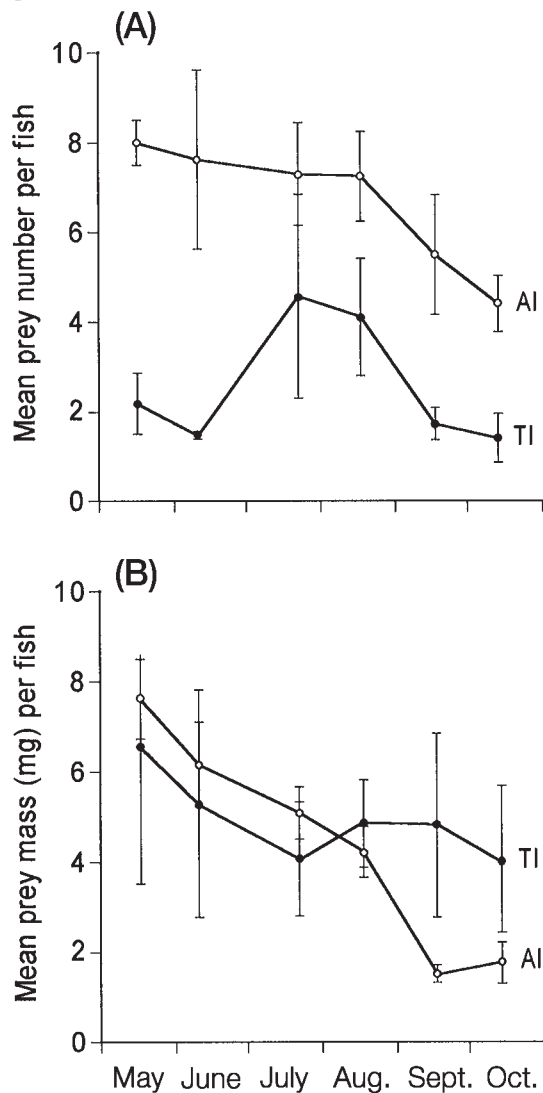 (A)
Mean prey number per fish
10
8
6
4
2
0
AI
TI
(B)
Mean prey mass (mg) per fish
10
8
6
4
2
0
TI
AI
May June July Aug. Sept. Oct.